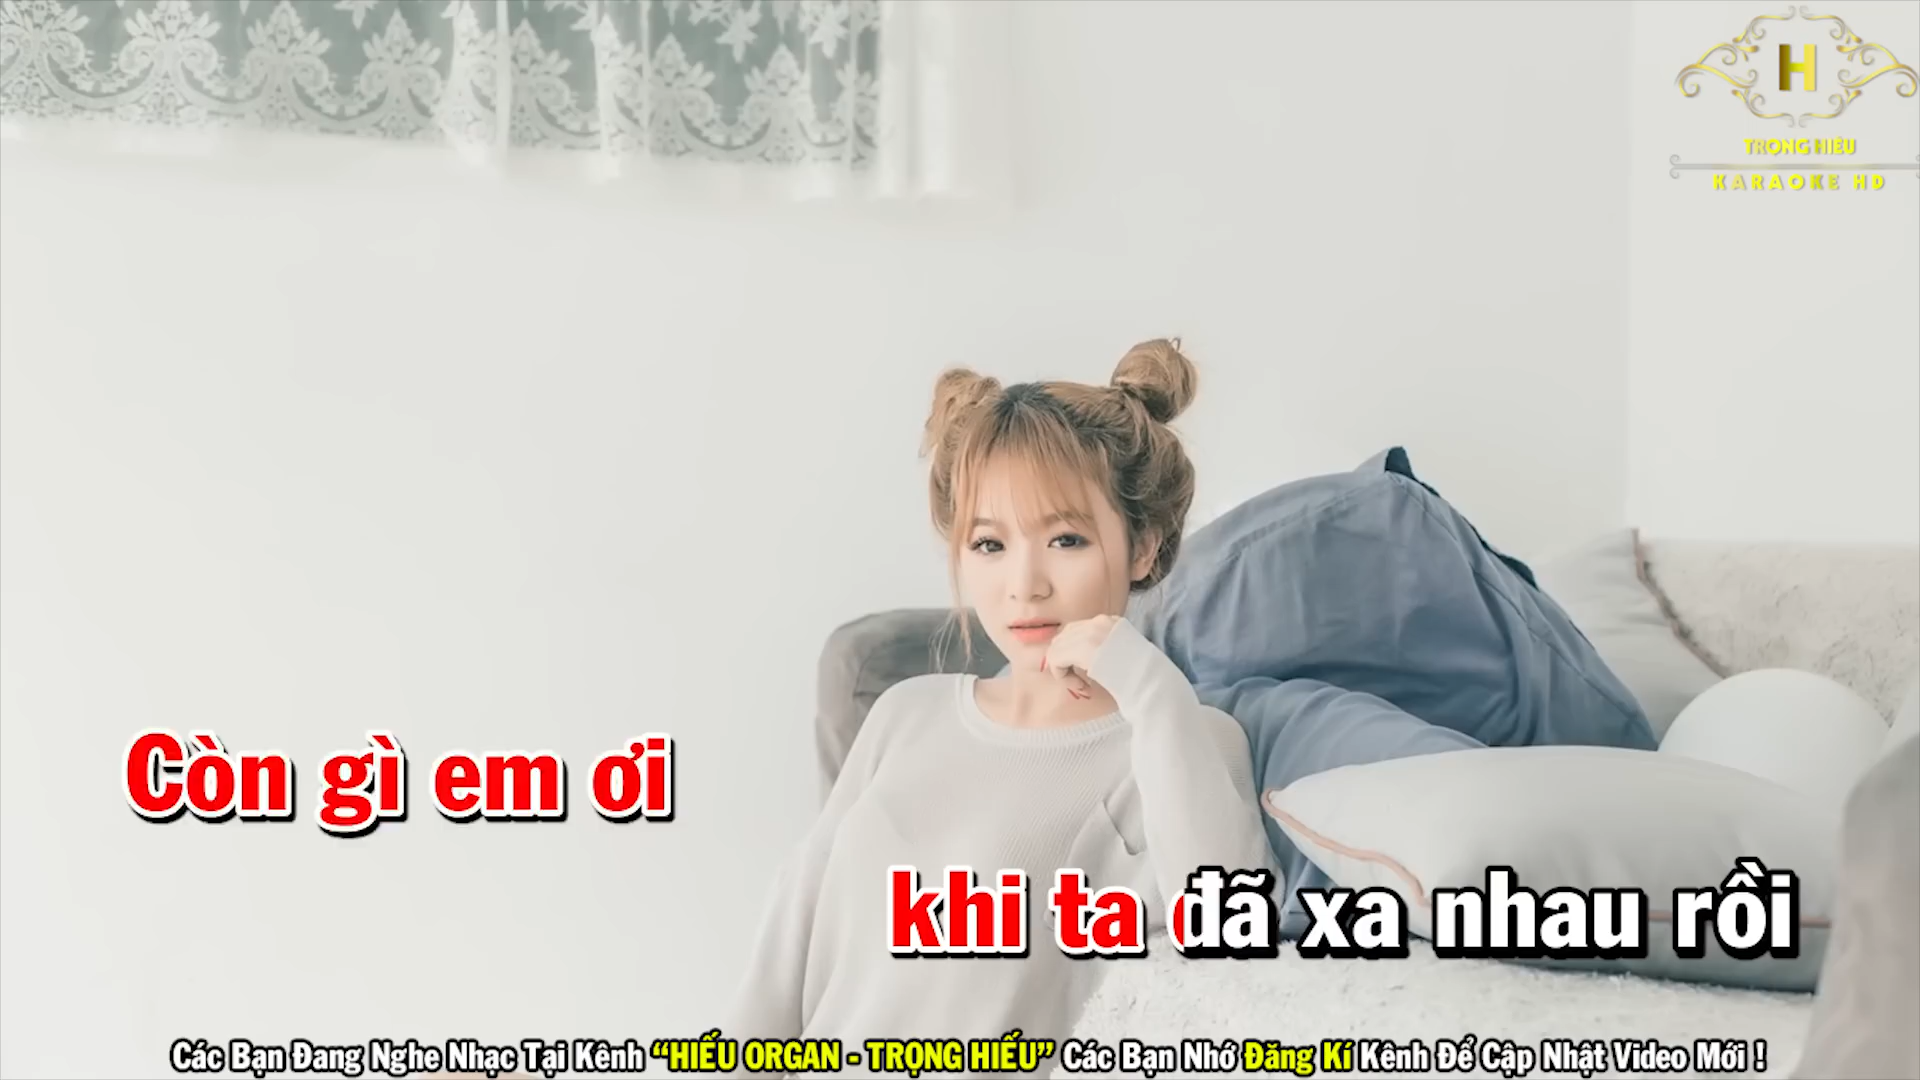 H
TRỌNG HIẾU
KARAOKE HD
Còn gì em ơi
khi ta đã xa nhau rồi
Các Bạn Đang Nghe Nhạc Tại Kênh “HIẾU ORGAN - TRỌNG HIẾU” Các Bạn Nhớ Đăng Kí Kênh Để Cập Nhật Video Mới !